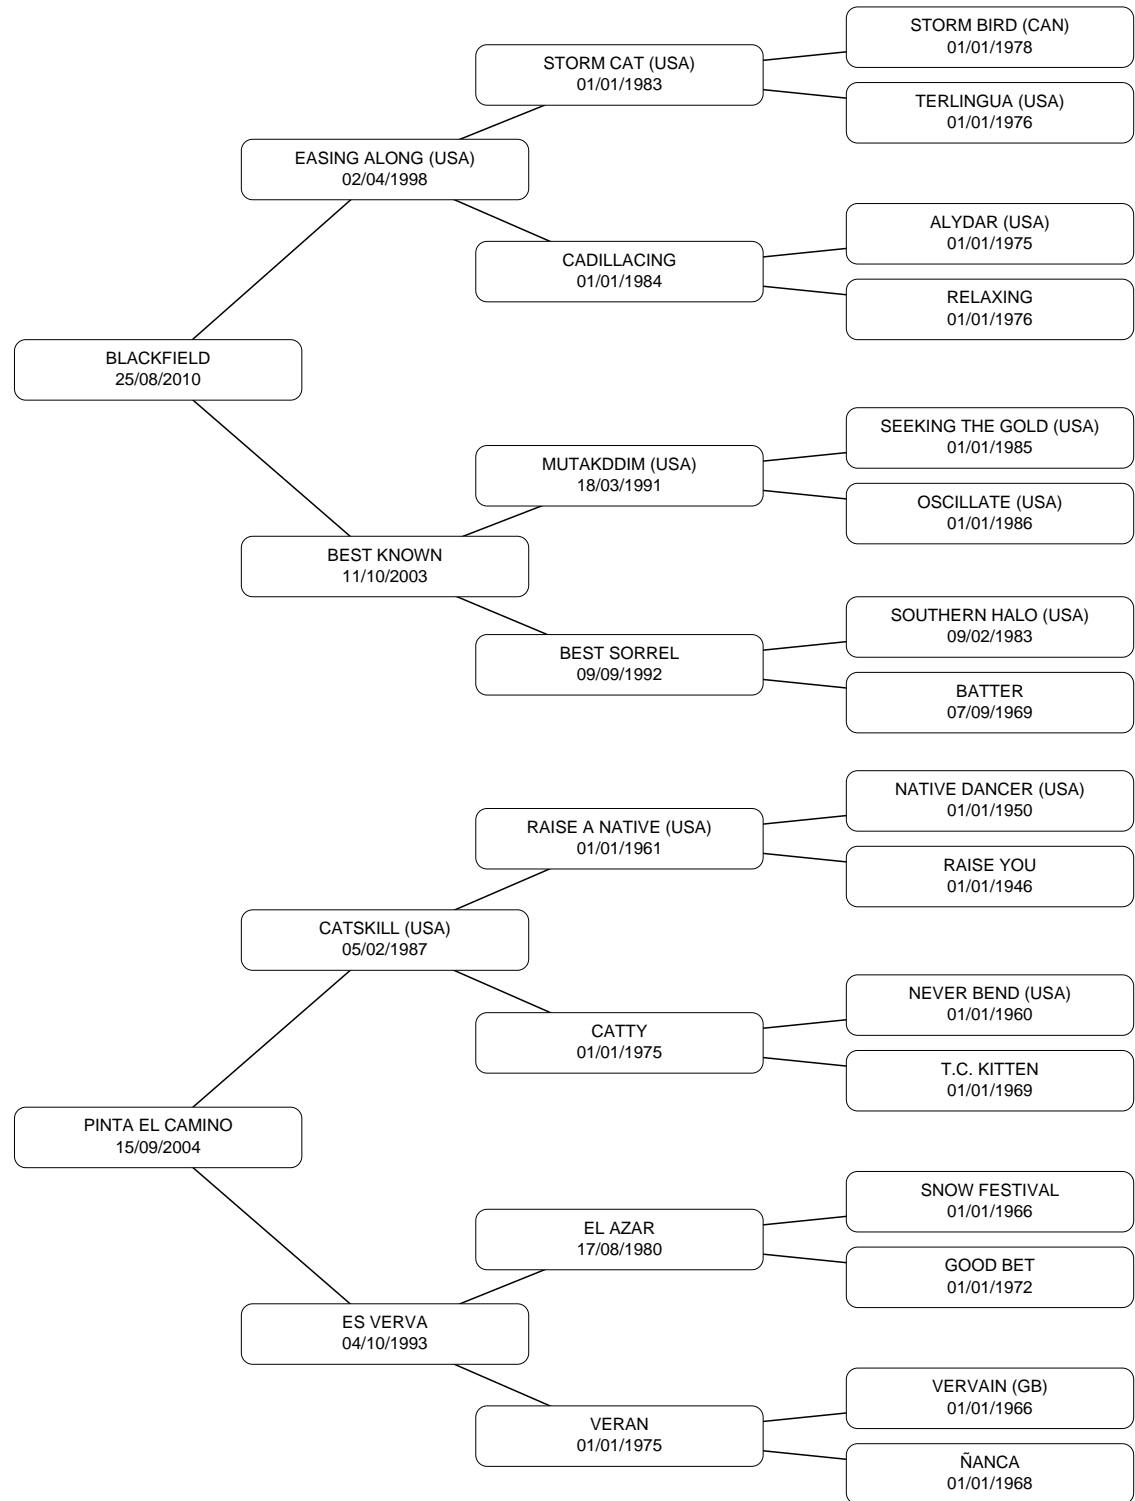 STORM BIRD (CAN)
01/01/1978
STORM CAT (USA)
01/01/1983
TERLINGUA (USA)
01/01/1976
EASING ALONG (USA)
02/04/1998
ALYDAR (USA)
01/01/1975
CADILLACING
01/01/1984
RELAXING
01/01/1976
BLACKFIELD
25/08/2010
SEEKING THE GOLD (USA)
01/01/1985
MUTAKDDIM (USA)
18/03/1991
OSCILLATE (USA)
01/01/1986
BEST KNOWN
11/10/2003
SOUTHERN HALO (USA)
09/02/1983
BEST SORREL
09/09/1992
BATTER
07/09/1969
NATIVE DANCER (USA)
01/01/1950
RAISE A NATIVE (USA)
01/01/1961
RAISE YOU
01/01/1946
CATSKILL (USA)
05/02/1987
NEVER BEND (USA)
01/01/1960
CATTY
01/01/1975
T.C. KITTEN
01/01/1969
PINTA EL CAMINO
15/09/2004
SNOW FESTIVAL
01/01/1966
EL AZAR
17/08/1980
GOOD BET
01/01/1972
ES VERVA
04/10/1993
VERVAIN (GB)
01/01/1966
VERAN
01/01/1975
ÑANCA
01/01/1968